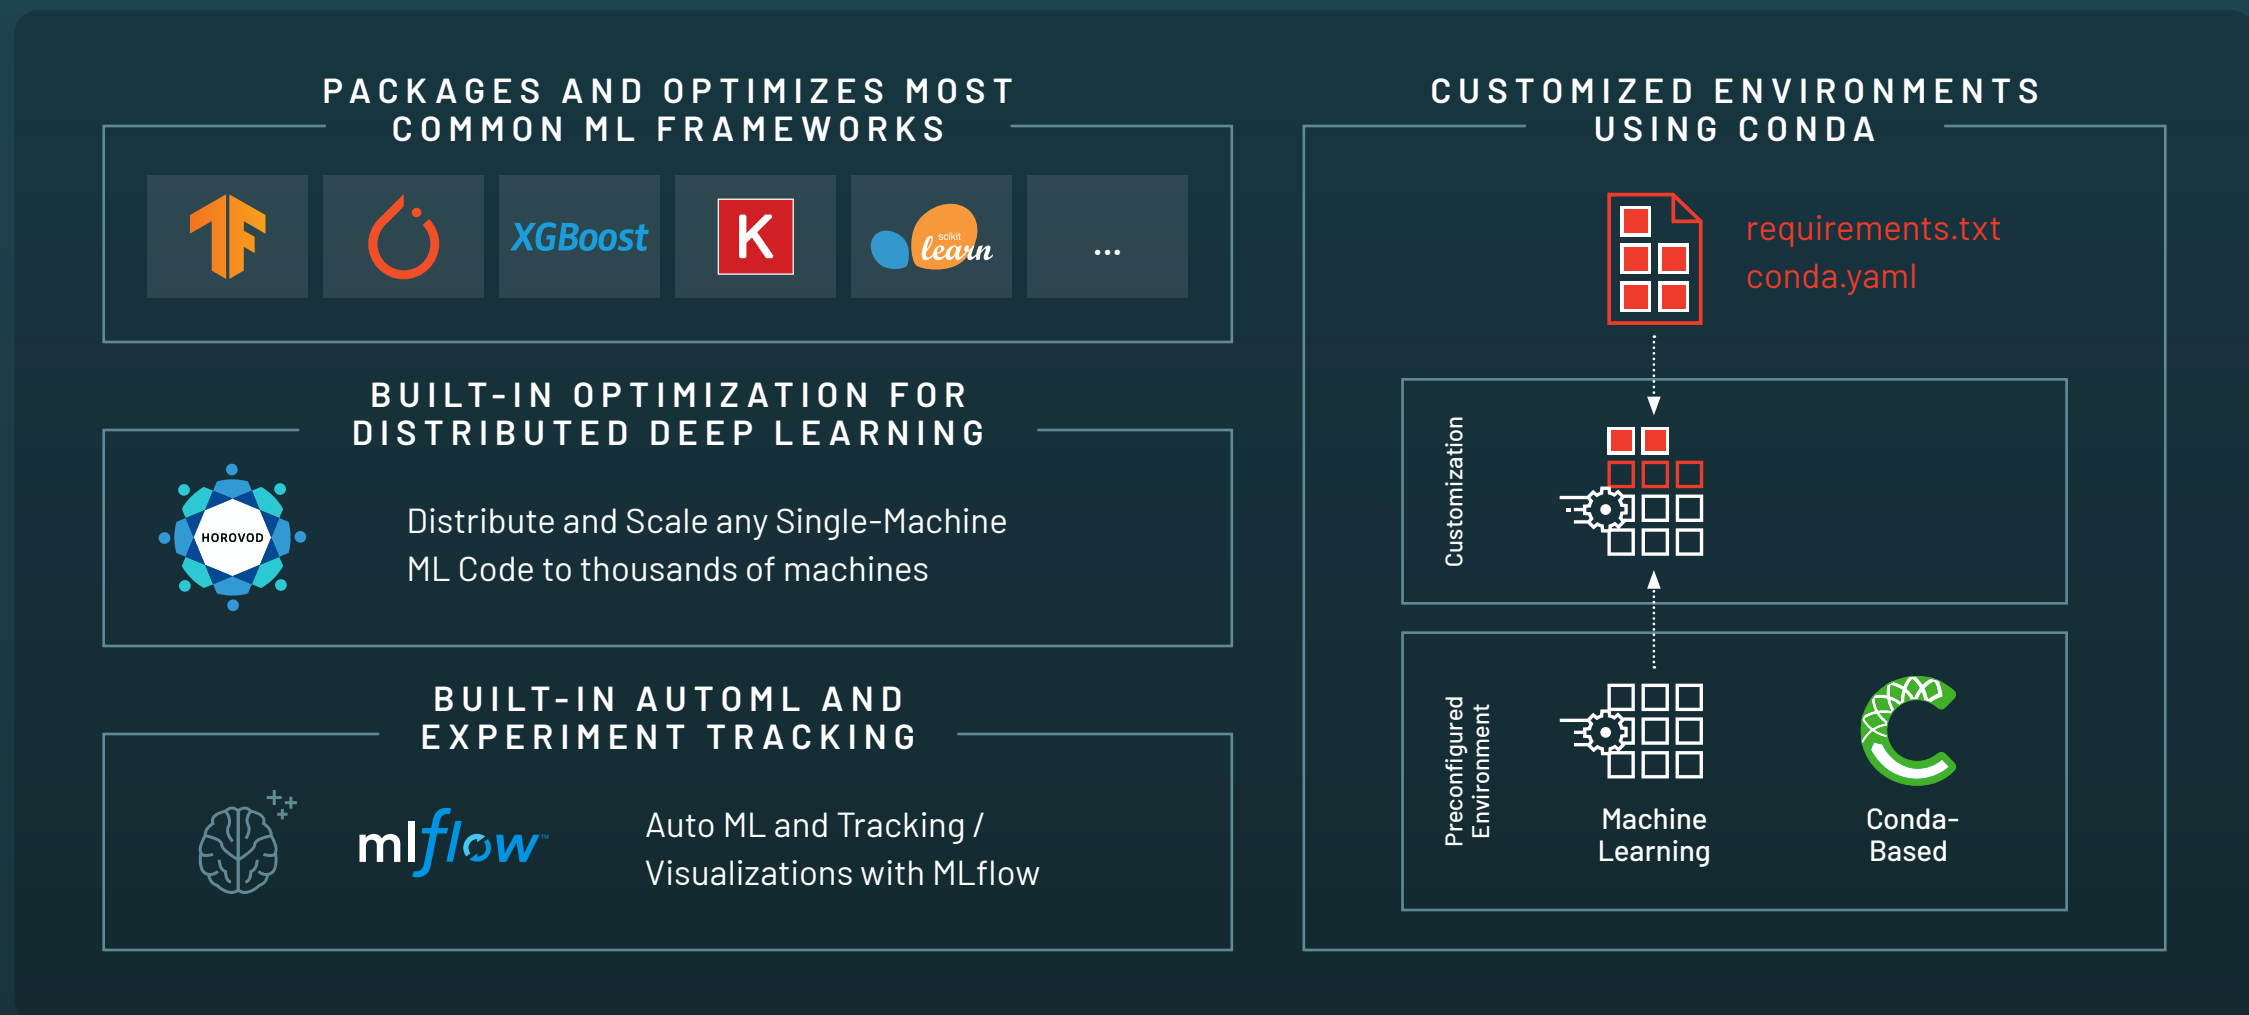 PACKAGES AND OPTIMIZES MOST
COMMON ML FRAMEWORKS
XGBoost
K
scikit
learn
...
BUILT-IN OPTIMIZATION FOR
DISTRIBUTED DEEP LEARNING
HOROVOD
Distribute and Scale any Single-Machine
ML Code to thousands of machines
BUILT-IN AUTOML AND
EXPERIMENT TRACKING
mlflow™
Auto ML and Tracking /
Visualizations with MLflow
CUSTOMIZED ENVIRONMENTS
USING CONDA
requirements.txt
conda.yaml
Customization
Preconfigured
Environment
Machine
Learning
Conda-
Based